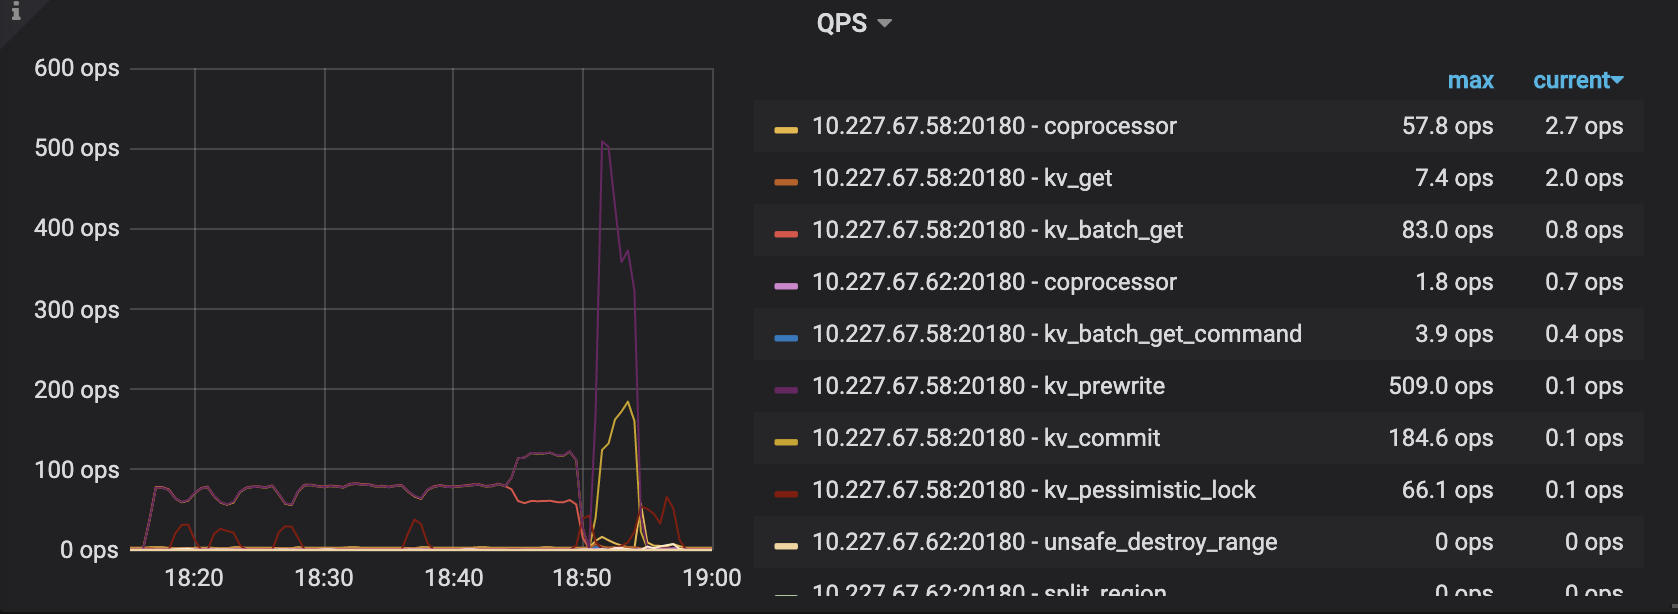 i
QPS
600 ops
500 ops
400 ops
300 ops
200 ops
100 ops
0 ops
18:20 18:30 18:40 18:50 19:00
max current
10.227.67.58:20180 - coprocessor 57.8 ops 2.7 ops
10.227.67.58:20180 - kv_get 7.4 ops 2.0 ops
10.227.67.58:20180 - kv_batch_get 83.0 ops 0.8 ops
10.227.67.62:20180 - coprocessor 1.8 ops 0.7 ops
10.227.67.58:20180 - kv_batch_get_command 3.9 ops 0.4 ops
10.227.67.58:20180 - kv_prewrite 509.0 ops 0.1 ops
10.227.67.58:20180 - kv_commit 184.6 ops 0.1 ops
10.227.67.58:20180 - kv_pessimistic_lock 66.1 ops 0.1 ops
10.227.67.62:20180 - unsafe_destroy_range 0 ops 0 ops
10.227.67.62:20180 - split_region 0 ops 0 ops